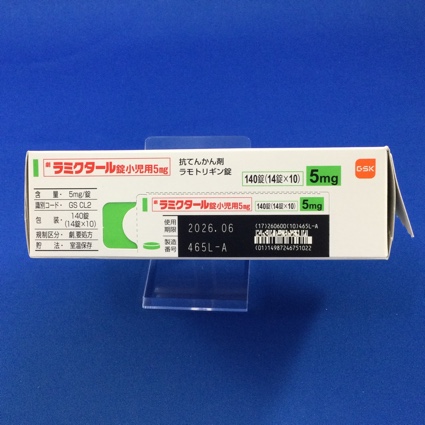 劇 ラミクタール錠小児用5mg
抗てんかん剤
ラモトリギン錠
140錠(14錠×10) 5mg
GSK
含量・5mg/錠
識別コード・GS CL2
包装・140錠
(14錠×10)
規制区分・劇,要処方
貯法・室温保存
劇 ラミクタール錠小児用5mg 140錠(14錠×10) 5mg
使用
期限 2026.06
製造
番号 465L-A
(17)260600(10)465L-A
(01)14987246751022